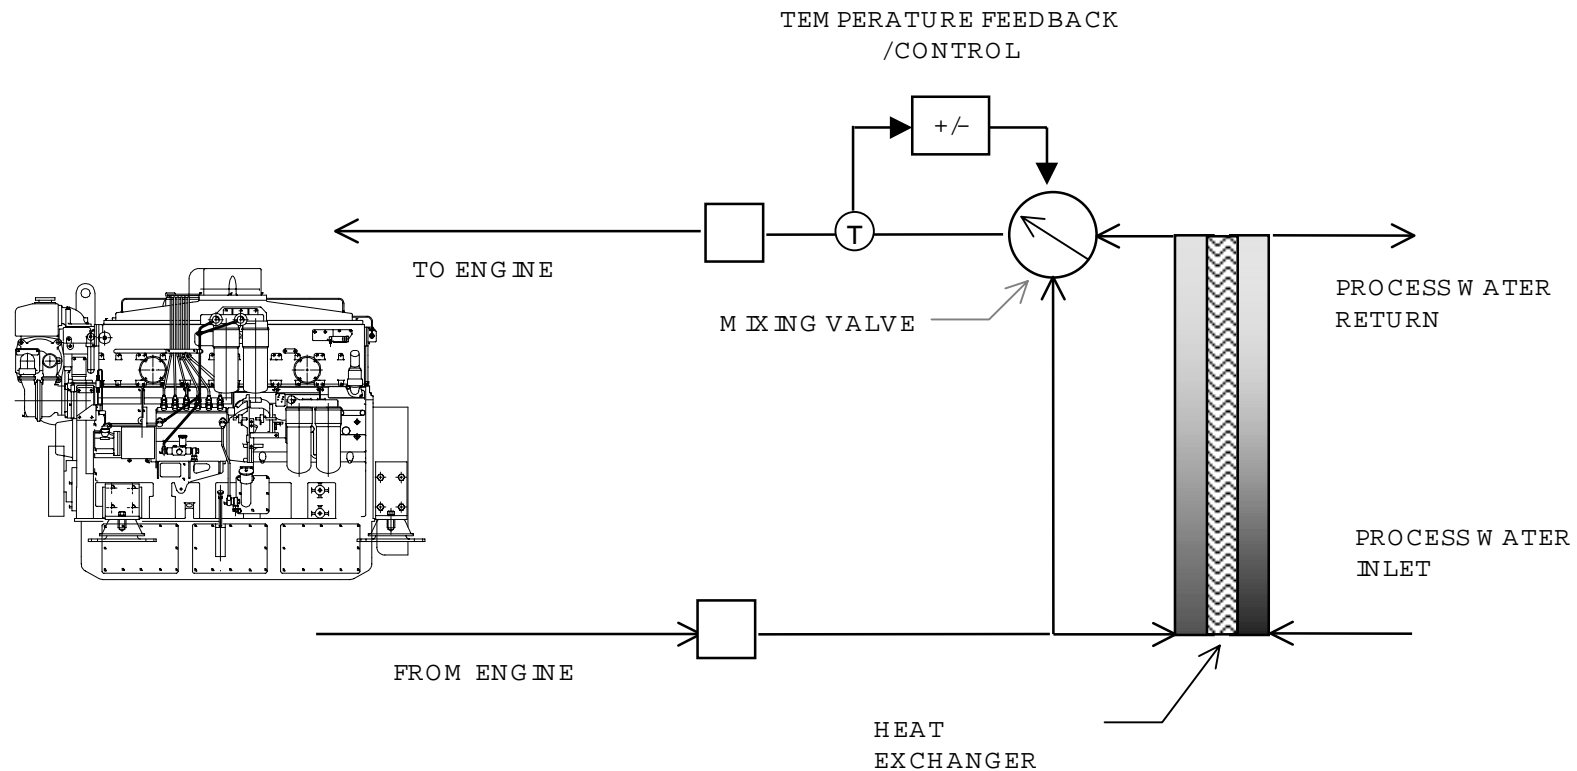 TEMPERATURE FEEDBACK
/CONTROL
+/-
T
TO ENGINE
MIXING VALVE
PROCESS WATER
RETURN
PROCESS WATER
INLET
FROM ENGINE
HEAT
EXCHANGER